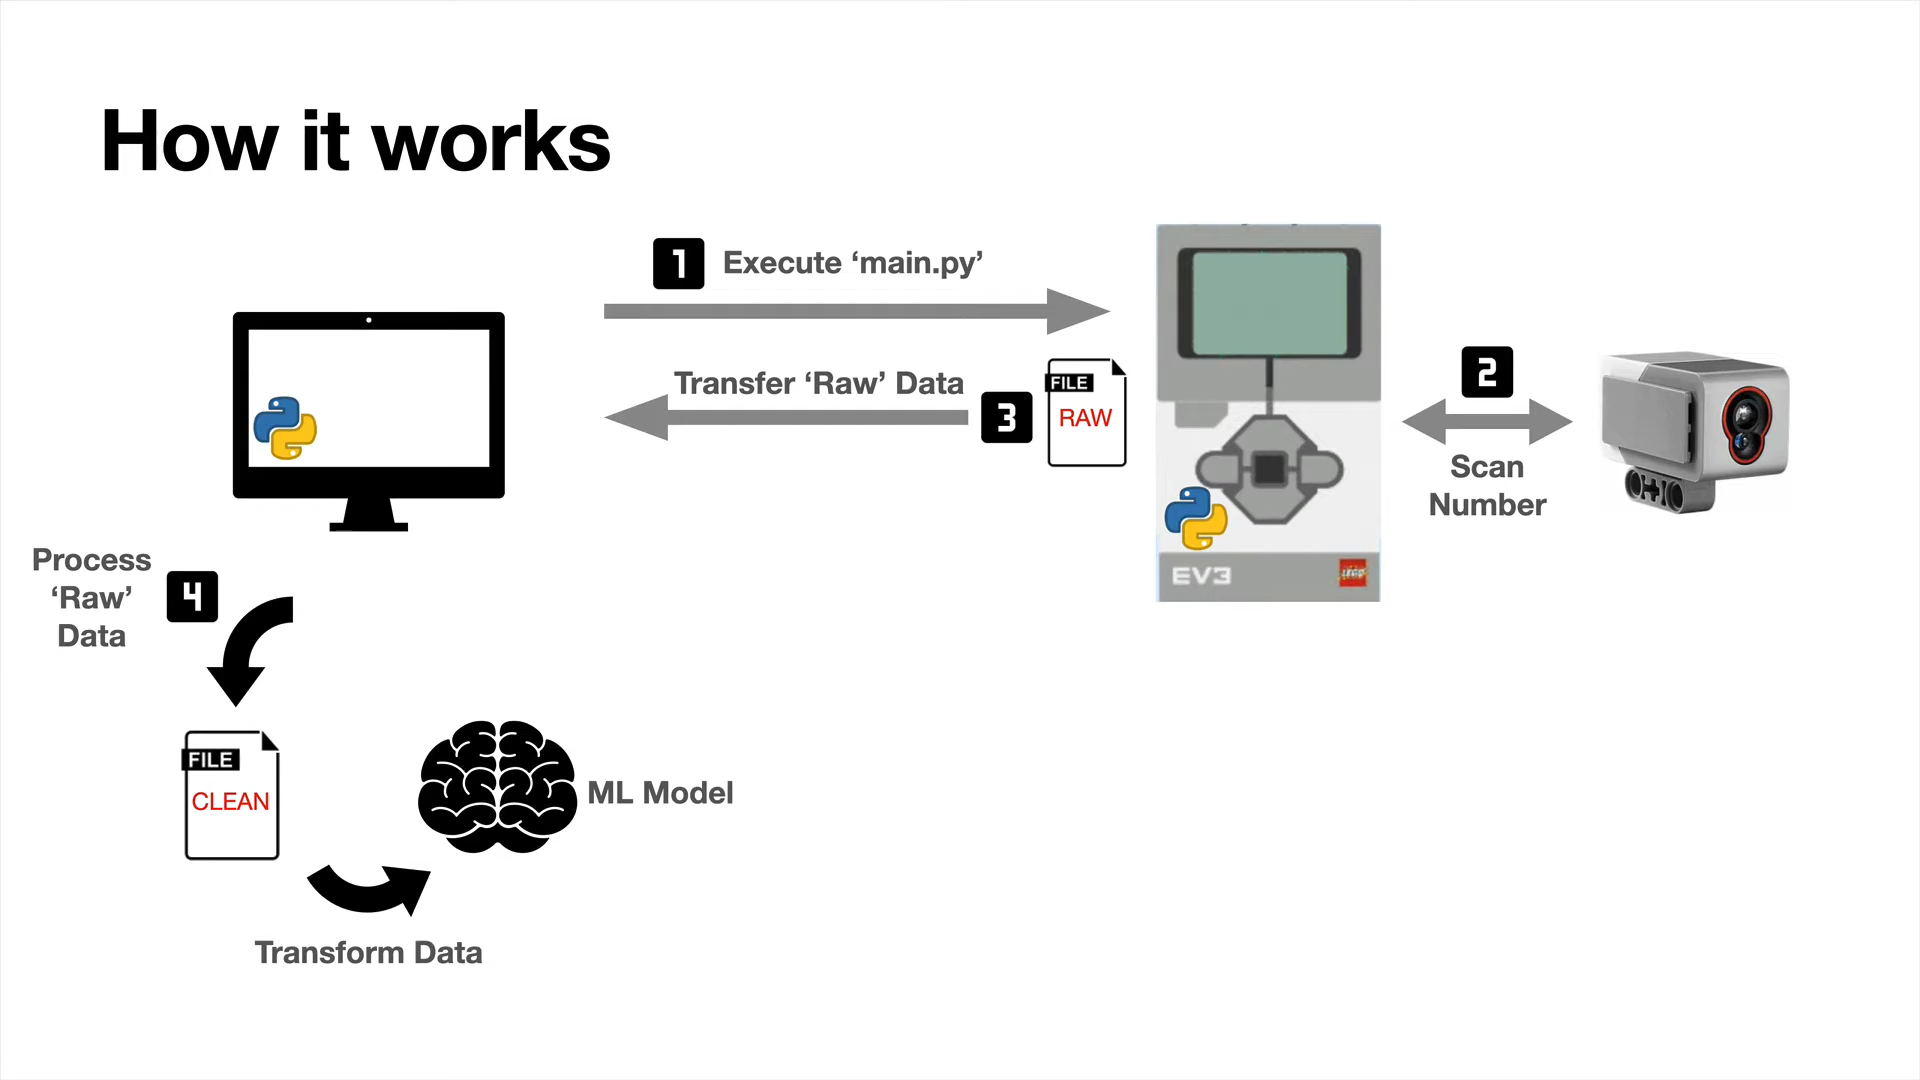 How it works
1 Execute ‘main.py’
Transfer ‘Raw’ Data
3
FILE
RAW
2
Scan
Number
EV3
LEGO
Process
‘Raw’
Data
4
FILE
CLEAN
ML Model
Transform Data